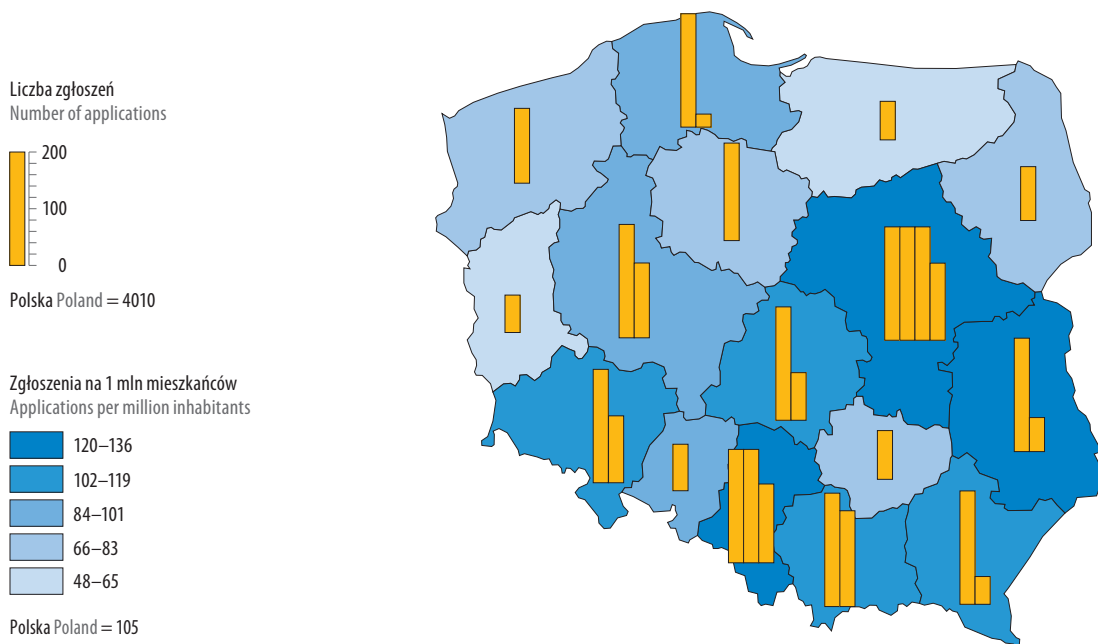 Liczba zgłoszeń
Number of applications
200
100
0
Polska Poland = 4010
Zgłoszenia na 1 mln mieszkańców
Applications per million inhabitants
120–136
102–119
84–101
66–83
48–65
Polska Poland = 105